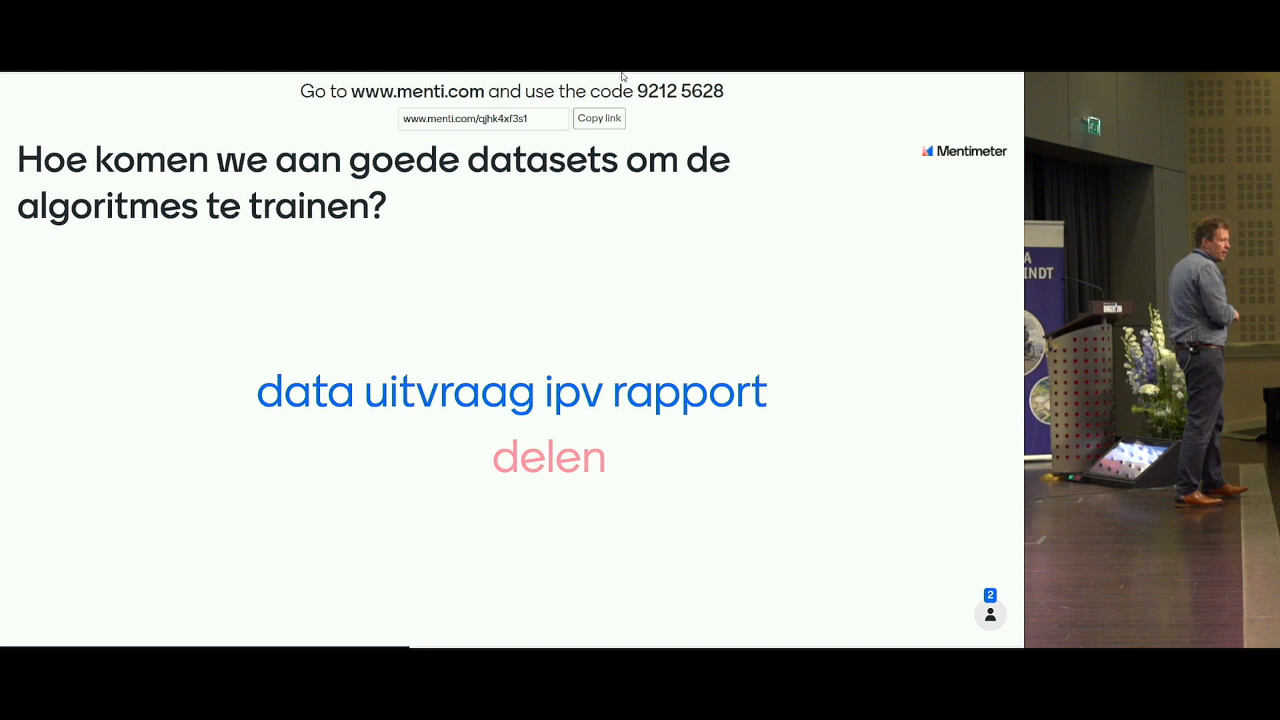 Go to www.menti.com and use the code 9212 5628
www.menti.com/qjhk4xf3s1
Copy link
Hoe komen we aan goede datasets om de
algoritmes te trainen?
Mentimeter
data uitvraag ipv rapport
delen
2
A
INDT